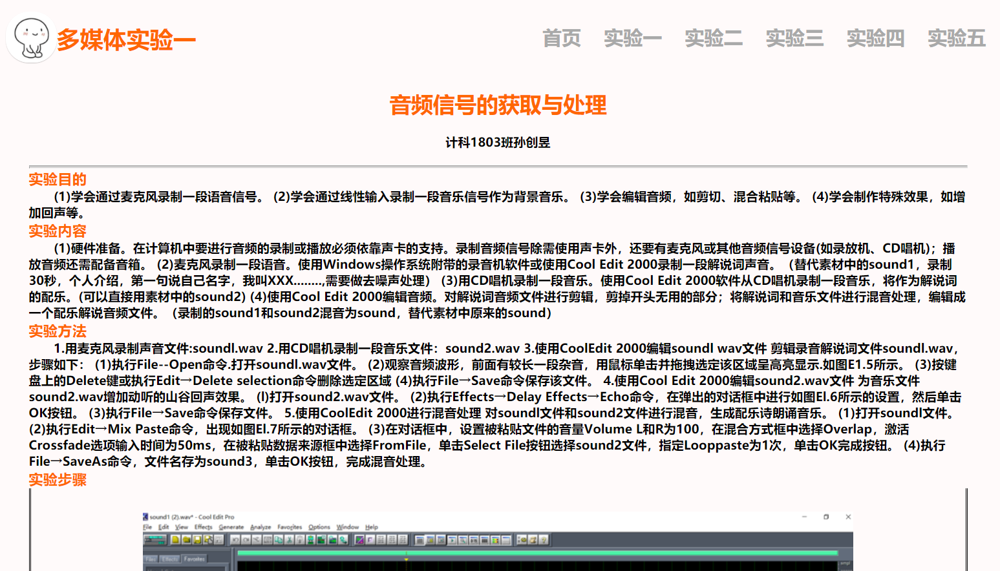 多媒体实验一
首页 实验一 实验二 实验三 实验四 实验五
音频信号的获取与处理
计科1803班孙创昱
实验目的
(1)学会通过麦克风录制一段语音信号。 (2)学会通过线性输入录制一段音乐信号作为背景音乐。 (3)学会编辑音频，如剪切、混合粘贴等。 (4)学会制作特殊效果，如增
加回声等。
实验内容
(1)硬件准备。在计算机中要进行音频的录制或播放必须依靠声卡的支持。录制音频信号除需使用声卡外，还要有麦克风或其他音频信号设备(如录放机、CD唱机)；播
放音频还需配备音箱。 (2)麦克风录制一段语音。使用Windows操作系统附带的录音机软件或使用Cool Edit 2000录制一段解说词声音。（替代素材中的sound1，录制
30秒，个人介绍，第一句说自己名字，我叫XXX........,需要做去噪声处理） (3)用CD唱机录制一段音乐。使用Cool Edit 2000软件从CD唱机录制一段音乐，将作为解说词
的配乐。(可以直接用素材中的sound2) (4)使用Cool Edit 2000编辑音频。对解说词音频文件进行剪辑，剪掉开头无用的部分；将解说词和音乐文件进行混音处理，编辑成
一个配乐解说音频文件。（录制的sound1和sound2混音为sound，替代素材中原来的sound）
实验方法
1.用麦克风录制声音文件:soundl.wav 2.用CD唱机录制一段音乐文件：sound2.wav 3.使用CoolEdit 2000编辑soundl wav文件 剪辑录音解说词文件soundl.wav，
步骤如下： (1)执行File--Open命令.打开soundl.wav文件。 (2)观察音频波形，前面有较长一段杂音，用鼠标单击并拖拽选定该区域呈高亮显示.如图E1.5所示。 (3)按键
盘上的Delete键或执行Edit→Delete selection命令删除选定区域 (4)执行File→Save命令保存该文件。 4.使用Cool Edit 2000编辑sound2.wav文件 为音乐文件
sound2.wav增加动听的山谷回声效果。 (l)打开sound2.wav文件。 (2)执行Effects→Delay Effects→Echo命令，在弹出的对话框中进行如图El.6所示的设置，然后单击
OK按钮。 (3)执行File→Save命令保存文件。 5.使用CoolEdit 2000进行混音处理 对soundl文件和sound2文件进行混音，生成配乐诗朗诵音乐。 (1)打开soundl文件。
(2)执行Edit→Mix Paste命令，出现如图El.7所示的对话框。 (3)在对话框中，设置被粘贴文件的音量Volume L和R为100，在混合方式框中选择Overlap，激活
Crossfade选项输入时间为50ms，在被粘贴数据来源框中选择FromFile，单击Select File按钮选择sound2文件，指定Looppaste为1次，单击OK完成按钮。 (4)执行
File→SaveAs命令，文件名存为sound3，单击OK按钮，完成混音处理。
实验步骤
sound1 (2).wav* - Cool Edit Pro
File Edit View Effects Generate Analyze Favorites Options Window Help
Files Effects Favorites